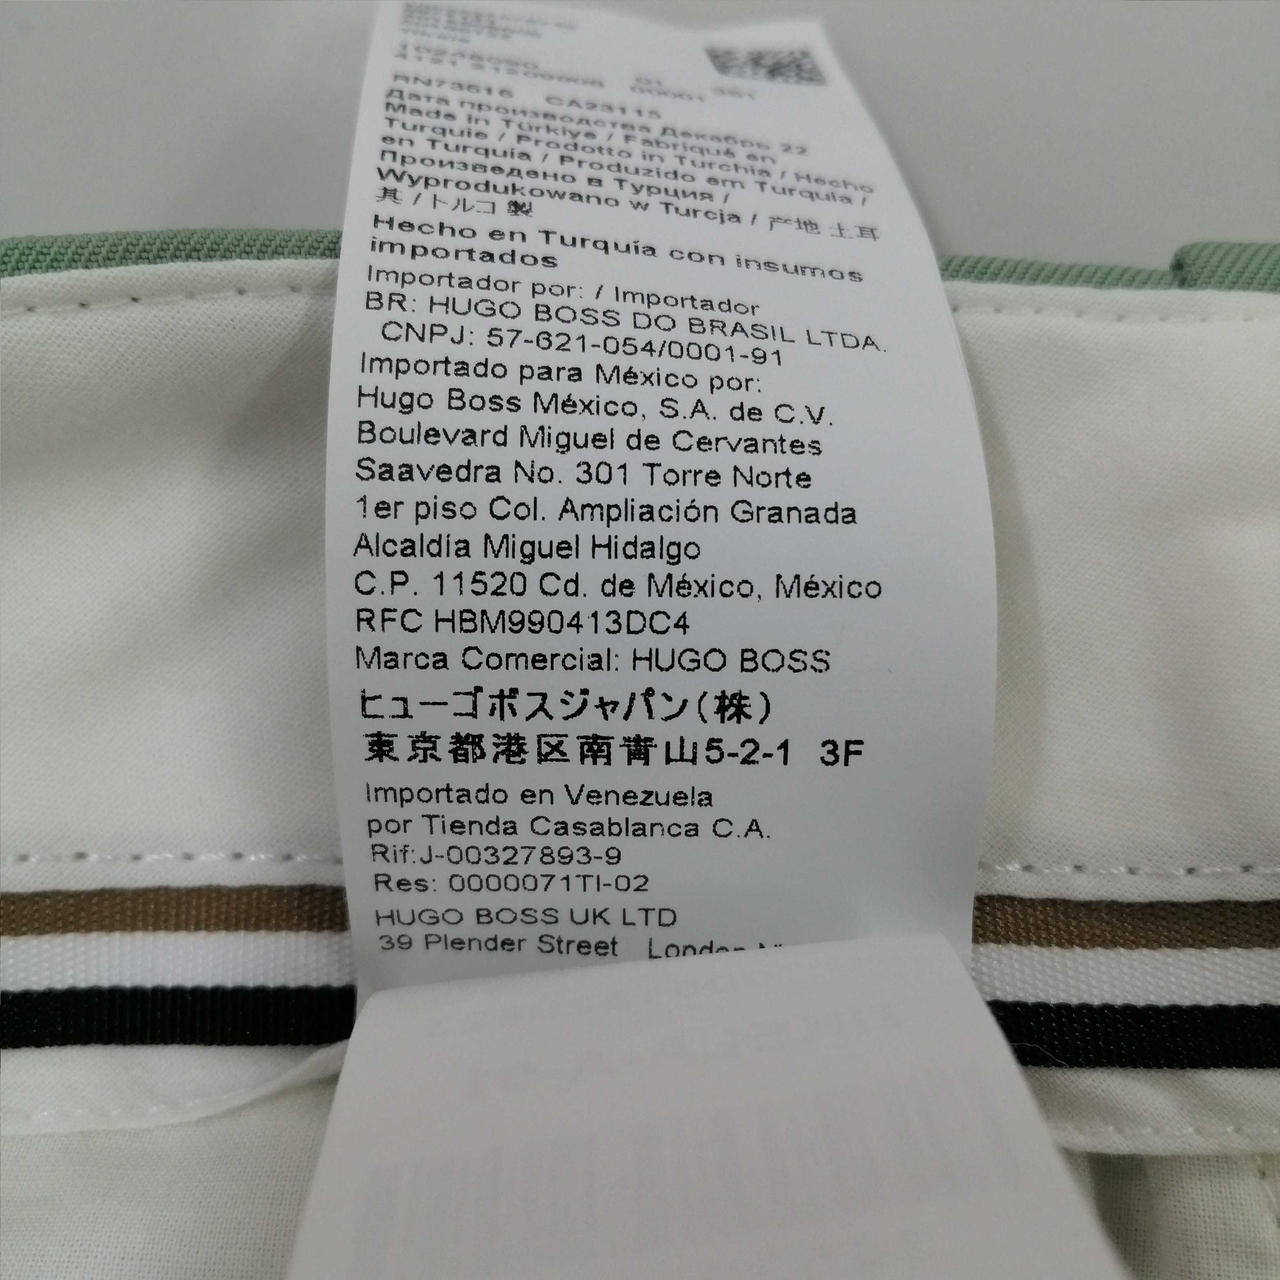 10248090 01 351
00001
RN73616 CA23115
Дата производства Декабрь 22
Made in Türkiye / Fabriqué en
Turquie / Prodotto in Turchia / Hecho
en Turquía / Produzido em Turquia /
Произведено в Турция /
Wyprodukowano w Turcja / 产地 土耳
其 / トルコ 製
Hecho en Turquía con insumos
importados
Importador por: / Importador
BR: HUGO BOSS DO BRASIL LTDA.
CNPJ: 57-621-054/0001-91
Importado para México por:
Hugo Boss México, S.A. de C.V.
Boulevard Miguel de Cervantes
Saavedra No. 301 Torre Norte
1er piso Col. Ampliación Granada
Alcaldía Miguel Hidalgo
C.P. 11520 Cd. de México, México
RFC HBM990413DC4
Marca Comercial: HUGO BOSS
ヒューゴボスジャパン(株)
東京都港区南青山5-2-1 3F
Importado en Venezuela
por Tienda Casablanca C.A.
Rif:J-00327893-9
Res: 0000071TI-02
HUGO BOSS UK LTD
39 Plender Street London